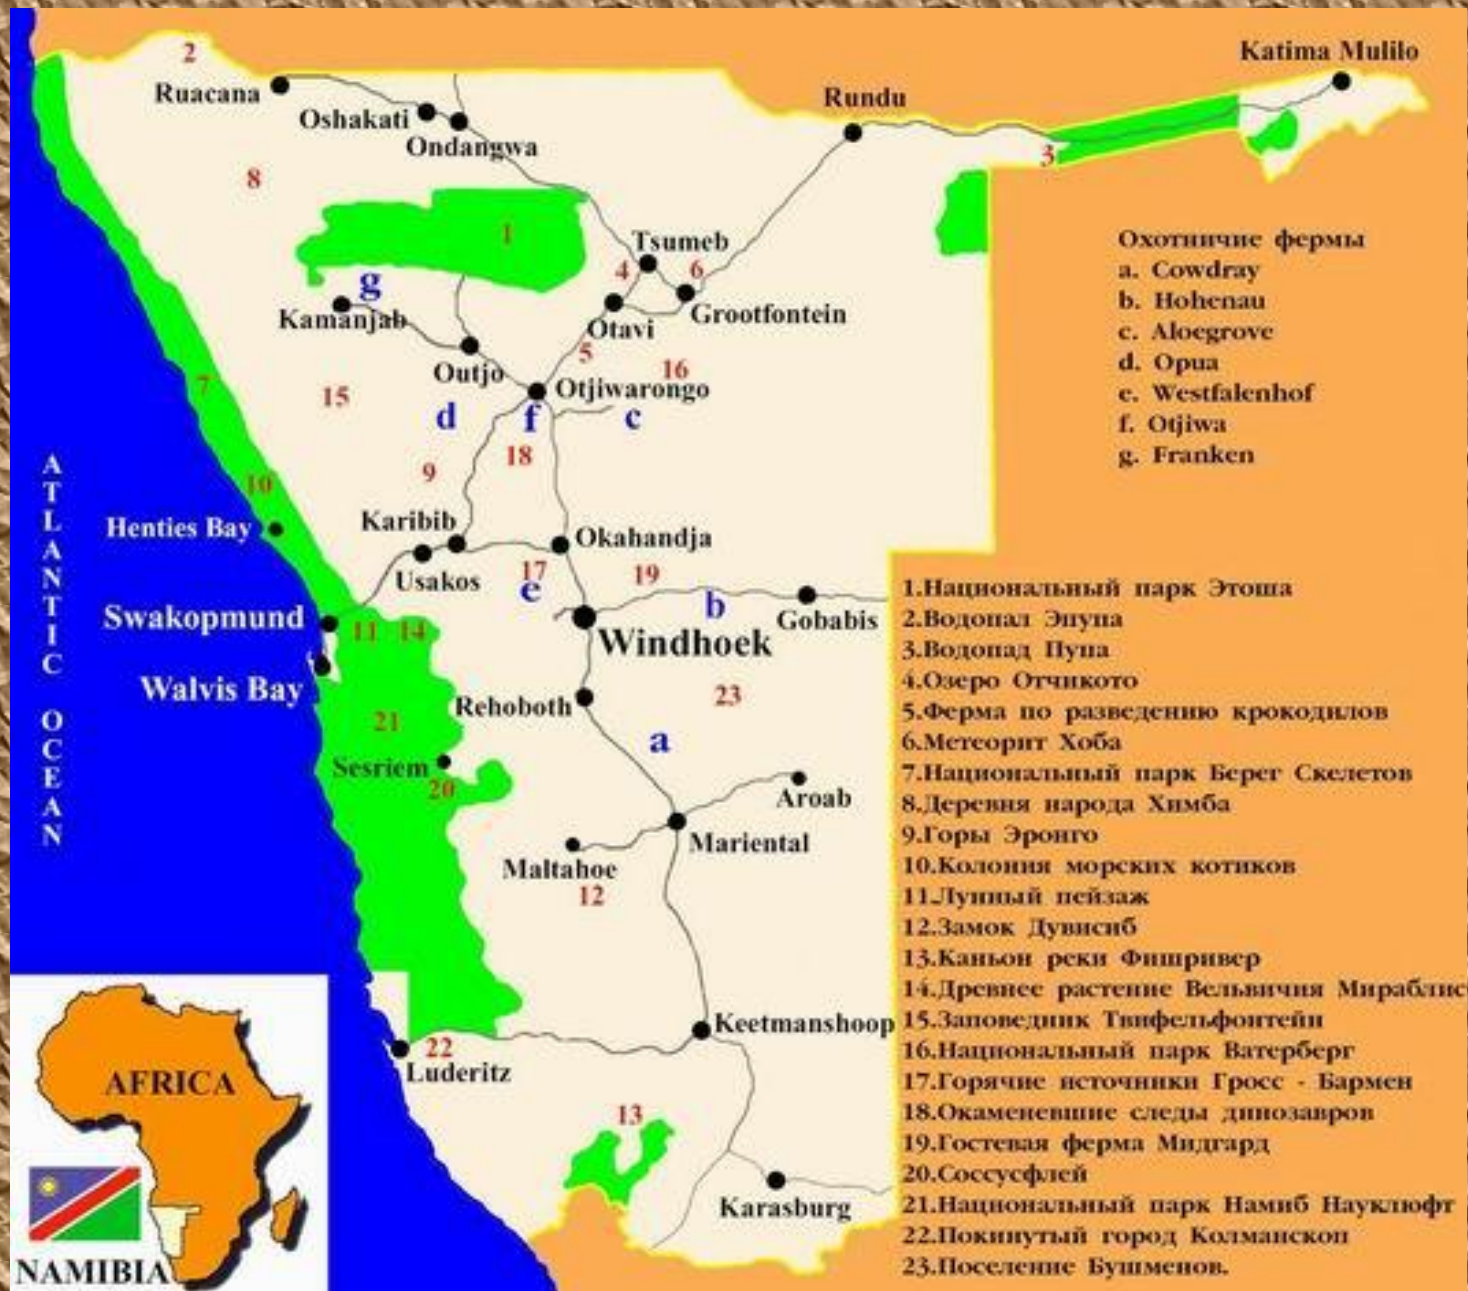 2
Ruacana
Oshakati
Ondangwa
Rundu
Katima Mulilo
3
8
1
Tsumeb
4
6
g
Kamanjab
Otavi
Grootfontein
5
16
Outjo
Otjiwarongo
7
15
d
f
c
18
9
10
Henties Bay
Karibib
Usakos
Okahandja
17
e
19
b
Gobabis
Swakopmund
11
14
Windhoek
Walvis Bay
21
Rehoboth
23
a
Sesriem
20
Aroab
Mariental
Maltahoe
12
Keetmanshoop
22
Luderitz
13
Karasburg
ATLANTIC OCEAN
AFRICA
NAMIBIA
Охотничие фермы
a. Cowdray
b. Hohenau
c. Aloegrove
d. Opua
e. Westfalenhof
f. Otjiwa
g. Franken
1.Национальный парк Этоша
2.Водопад Эпупа
3.Водопад Пупа
4.Озеро Отчикото
5.Ферма по разведению крокодилов
6.Метеорит Хоба
7.Национальный парк Берег Скелетов
8.Деревня народа Химба
9.Горы Эронго
10.Колония морских котиков
11.Лунный пейзаж
12.Замок Дувисиб
13.Каньон реки Фишривер
14.Древнее растение Вельвичия Мираблис
15.Заповедник Твифельфонтейн
16.Национальный парк Ватерберг
17.Горячие источники Гросс - Бармен
18.Окаменевшие следы динозавров
19.Гостевая ферма Мидгард
20.Соссусфлей
21.Национальный парк Намиб Науклюфт
22.Покинутый город Колманскоп
23.Поселение Бушменов.